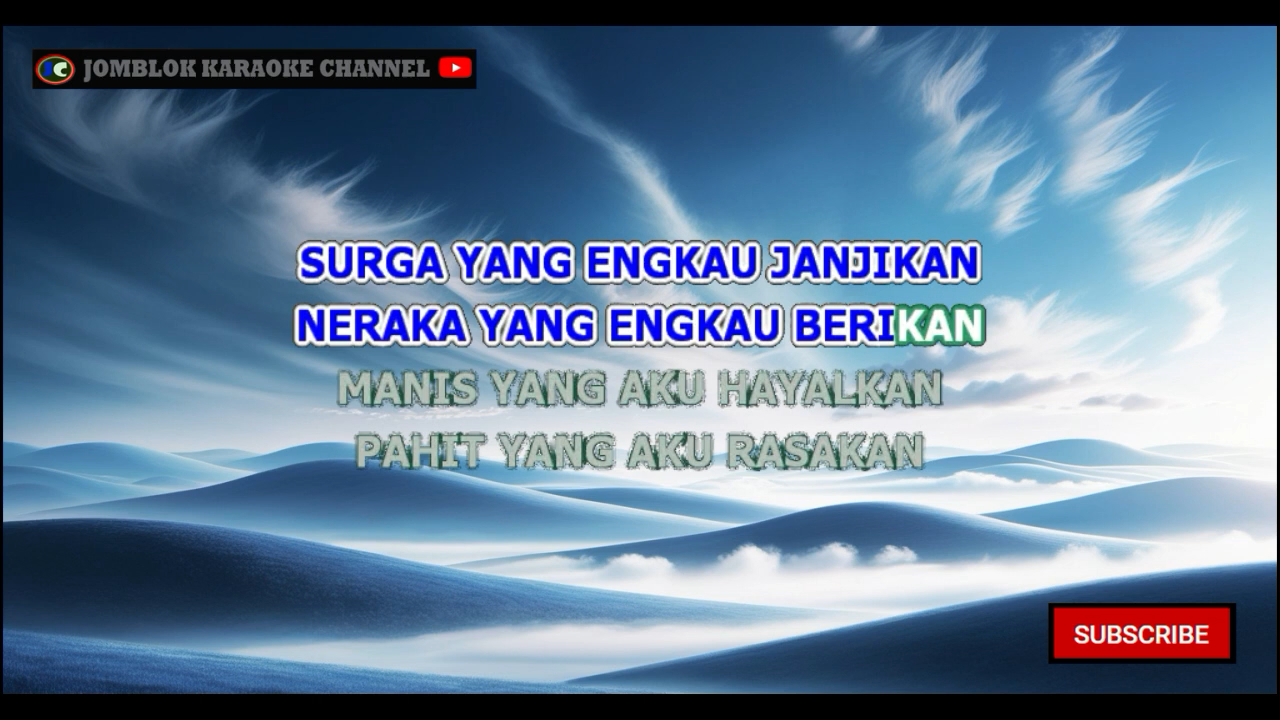 JOMBLOK KARAOKE CHANNEL
SURGA YANG ENGKAU JANJIKAN
NERAKA YANG ENGKAU BERIKAN
MANIS YANG AKU HAYALKAN
PAHIT YANG AKU RASAKAN
SUBSCRIBE